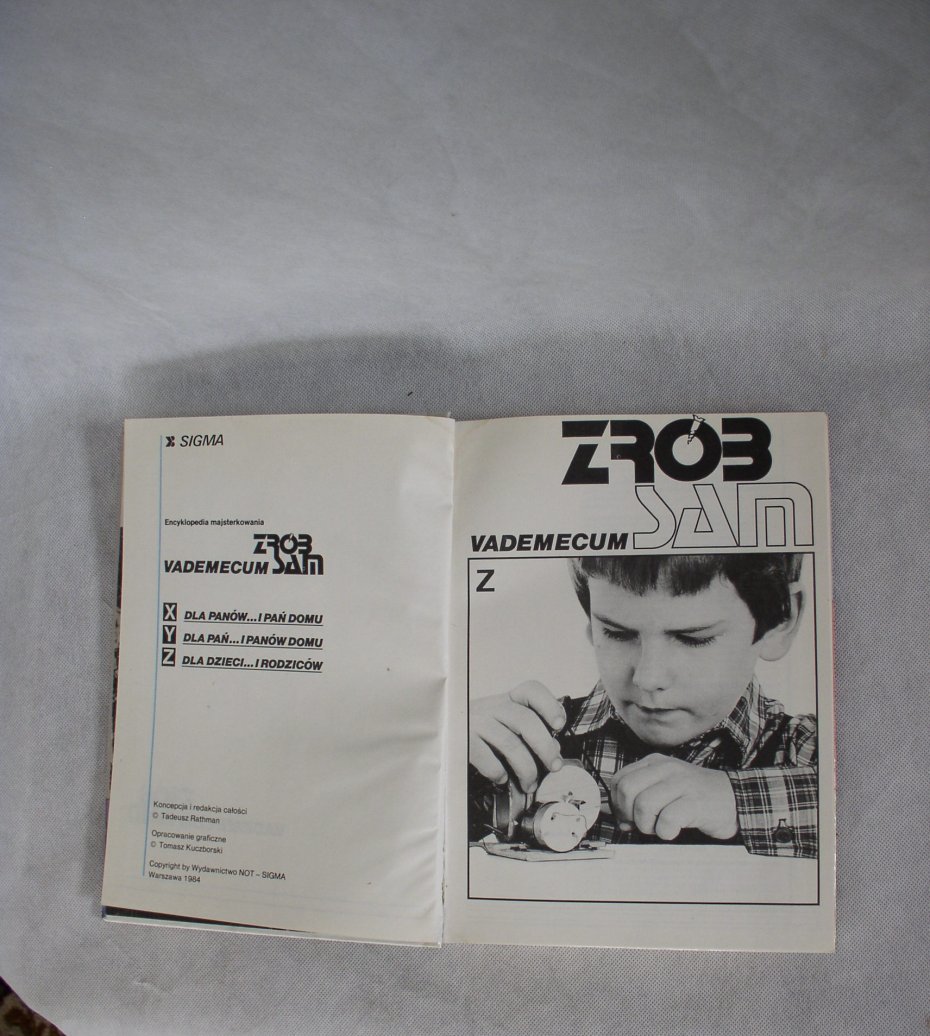 SIGMA
Encyklopedia majsterkowania
ZRÓB
VADEMECUM SAM
X DLA PANÓW...I PAŃ DOMU
Y DLA PAŃ...I PANÓW DOMU
Z DLA DZIECI...I RODZICÓW
Koncepcja i redakcja całości
© Tadeusz Rathman
Opracowanie graficzne
© Tomasz Kuczborski
Copyright by Wydawnictwo NOT – SIGMA
Warszawa 1984
ZRÓB
SAM
VADEMECUM
Z